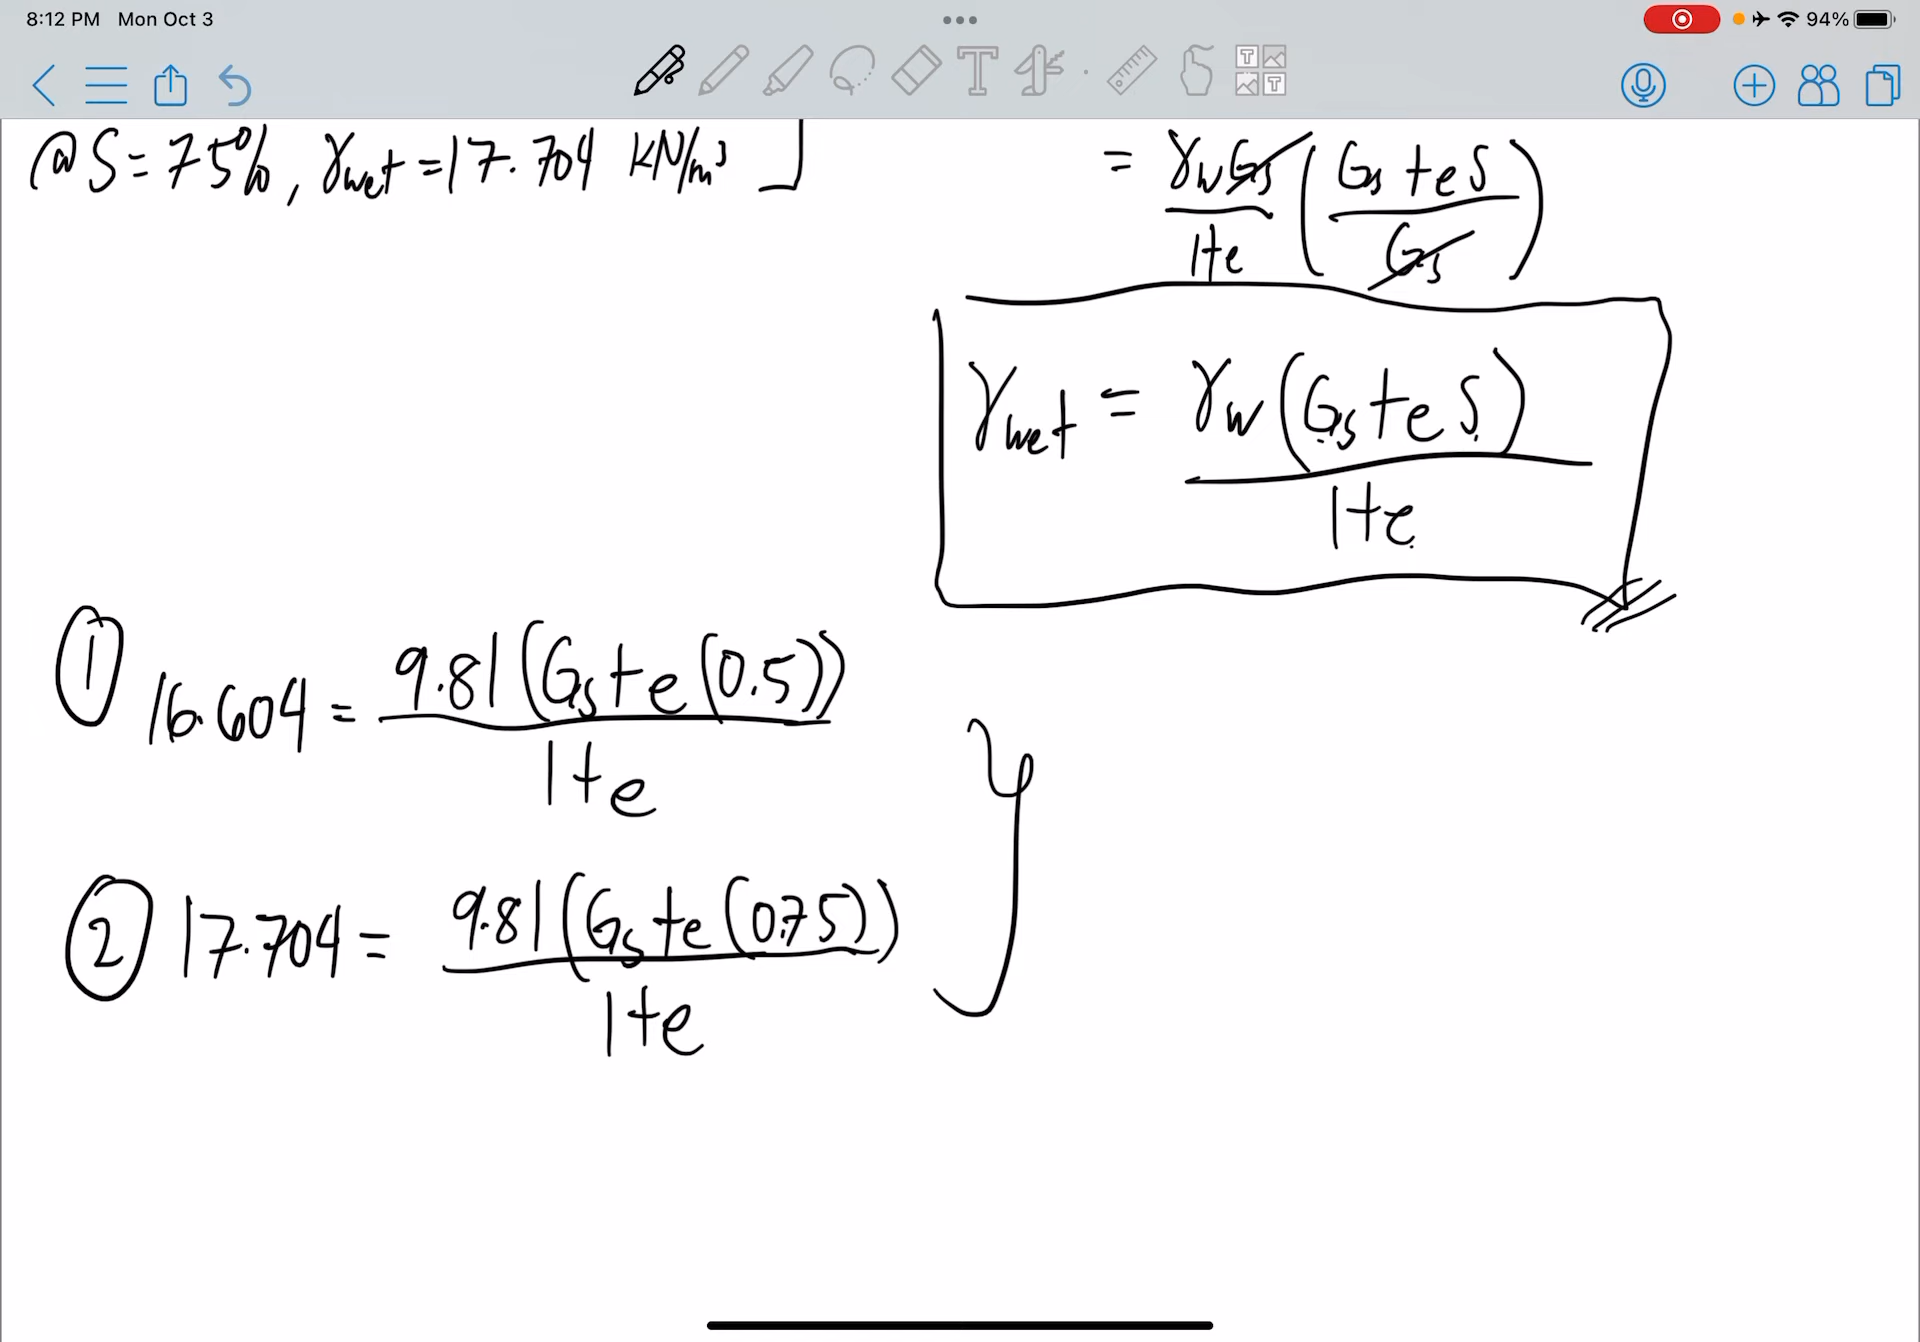 8:12 PM Mon Oct 3
94%
@ S = 75%, γwet = 17.704 KN/m³
= γwGs/1+e (Gs + eS/Gs)
γwet = γw(Gs + eS)/1+e
① 16.604 = 9.81(Gs + e(0.5))/1+e
② 17.704 = 9.81(Gs + e(0.75))/1+e